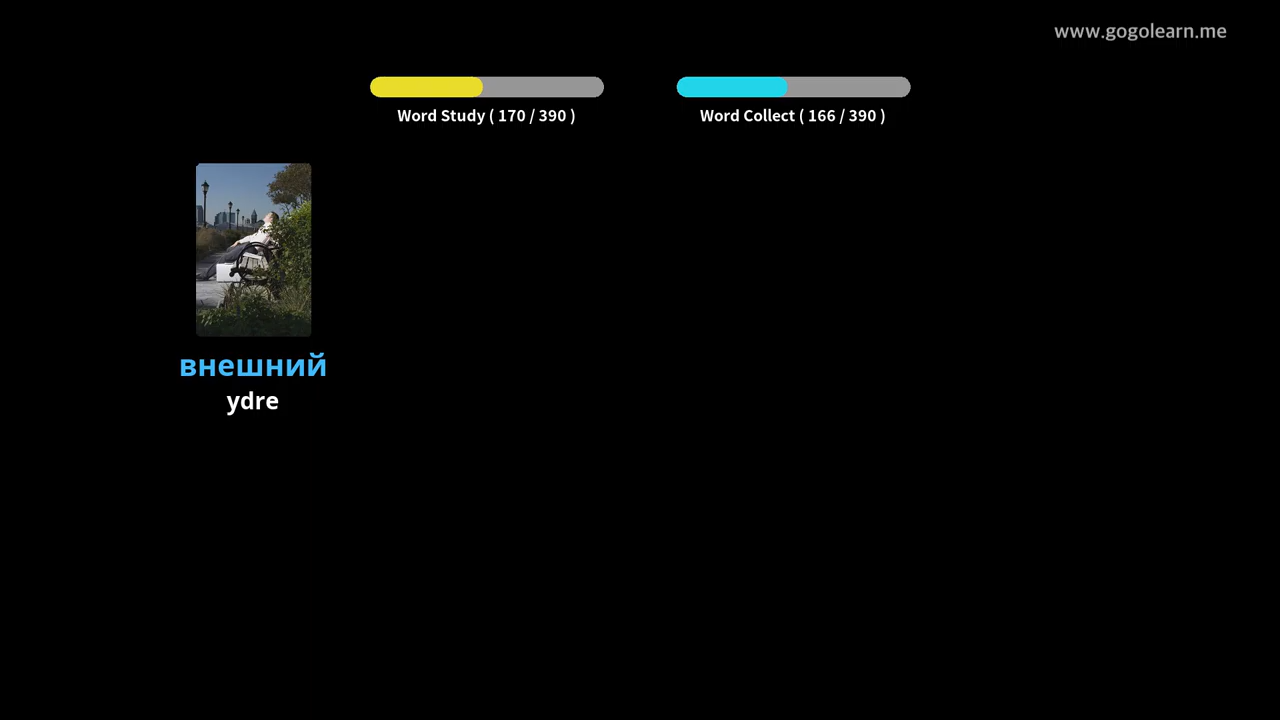 www.gogolearn.me
Word Study ( 170 / 390 )
Word Collect ( 166 / 390 )
внешний
ydre